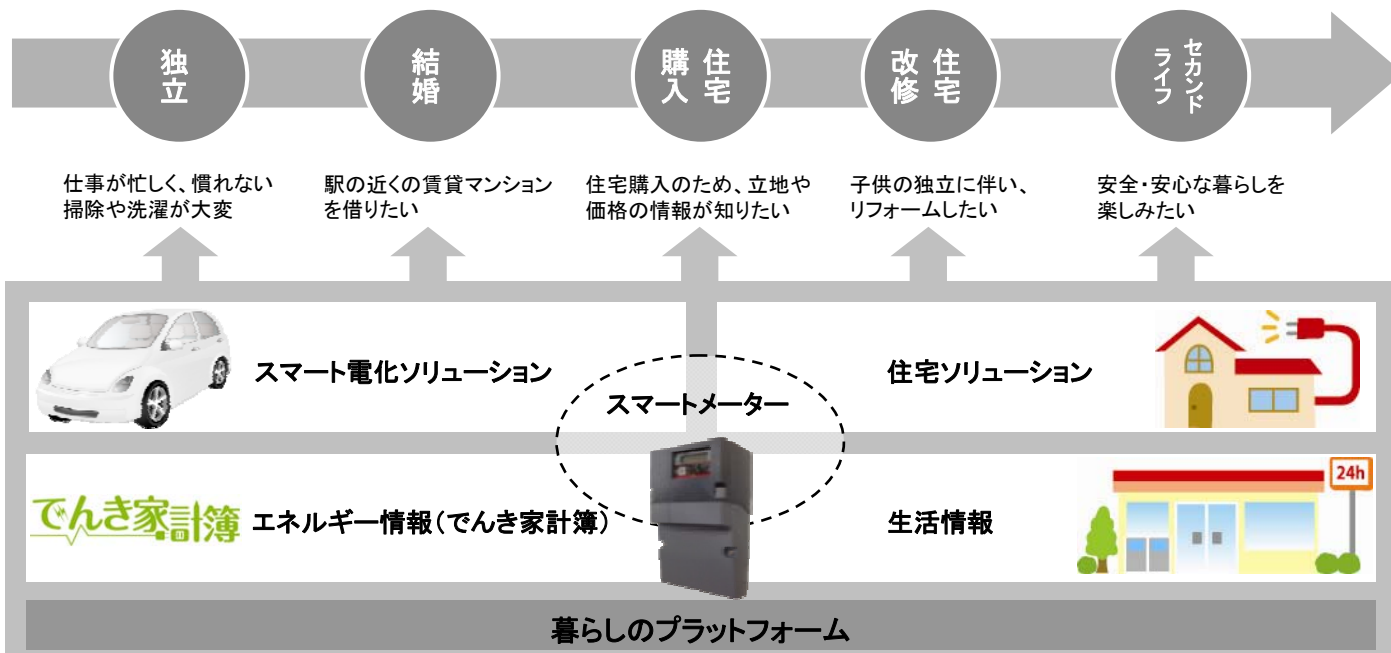 独立
結婚
住宅
購入
住宅
改修
セカンド
ライフ
仕事が忙しく、慣れない
掃除や洗濯が大変
駅の近くの賃貸マンション
を借りたい
住宅購入のため、立地や
価格の情報が知りたい
子供の独立に伴い、
リフォームしたい
安全・安心な暮らしを
楽しみたい
スマート電化ソリューション
住宅ソリューション
スマートメーター
でんき家計簿
エネルギー情報(でんき家計簿)
生活情報
24h
暮らしのプラットフォーム